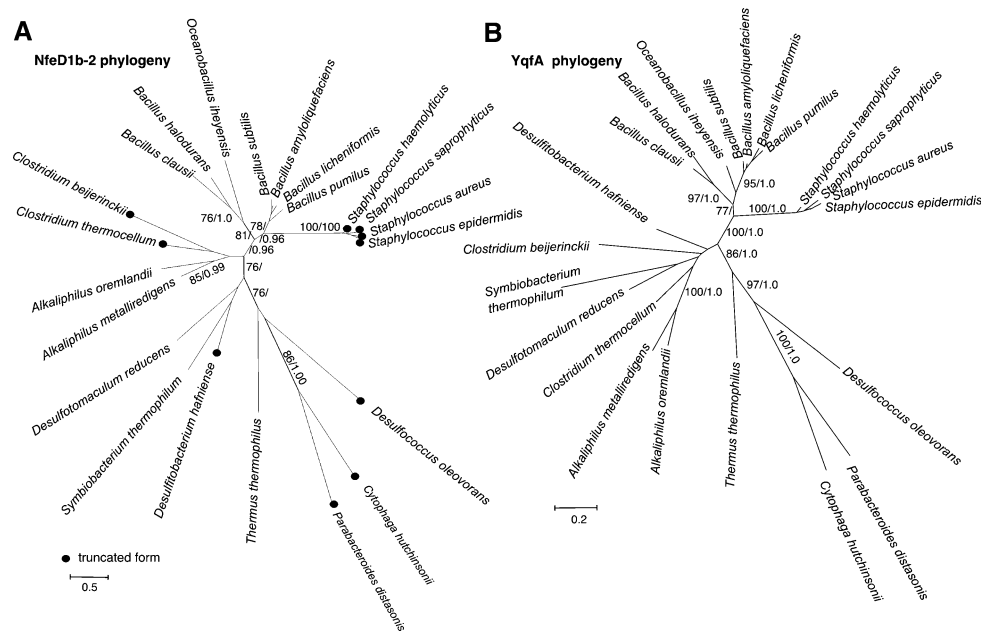 A
NfeD1b-2 phylogeny
Oceanobacillus iheyensis
Bacillus halodurans
Bacillus clausii
Bacillus subtilis
Bacillus amyloliquefaciens
Bacillus licheniformis
Bacillus pumilus
Staphylococcus haemolyticus
Staphylococcus saprophyticus
Staphylococcus aureus
Staphylococcus epidermidis
Clostridium beijerinckii
Clostridium thermocellum
Alkaliphilus oremlandii
Alkaliphilus metalliredigens
Desulfotomaculum reducens
Symbiobacterium thermophilum
Desulfitobacterium hafniense
Thermus thermophilus
Parabacteroides distasonis
Cytophaga hutchinsonii
Desulfococcus oleovorans
76/1.0
78/
81/
/0.96
/0.96
100/100
85/0.99
76/
76/
86/1.00
truncated form
0.5
B
YqfA phylogeny
Desulfitobacterium hafniense
Bacillus clausii
Bacillus halodurans
Oceanobacillus iheyensis
Bacillus subtilis
Bacillus amyloliquefaciens
Bacillus licheniformis
Bacillus pumilus
Staphylococcus haemolyticus
Staphylococcus saprophyticus
Staphylococcus aureus
Staphylococcus epidermidis
Clostridium beijerinckii
Symbiobacterium
thermophilum
Desulfotomaculum reducens
Clostridium thermocellum
Alkaliphilus metalliredigens
Alkaliphilus oremlandii
Thermus thermophilus
Cytophaga hutchinsonii
Parabacteroides distasonis
Desulfococcus oleovorans
95/1.0
97/1.0
77/
100/1.0
100/1.0
86/1.0
97/1.0
100/1.0
100/1.0
0.2